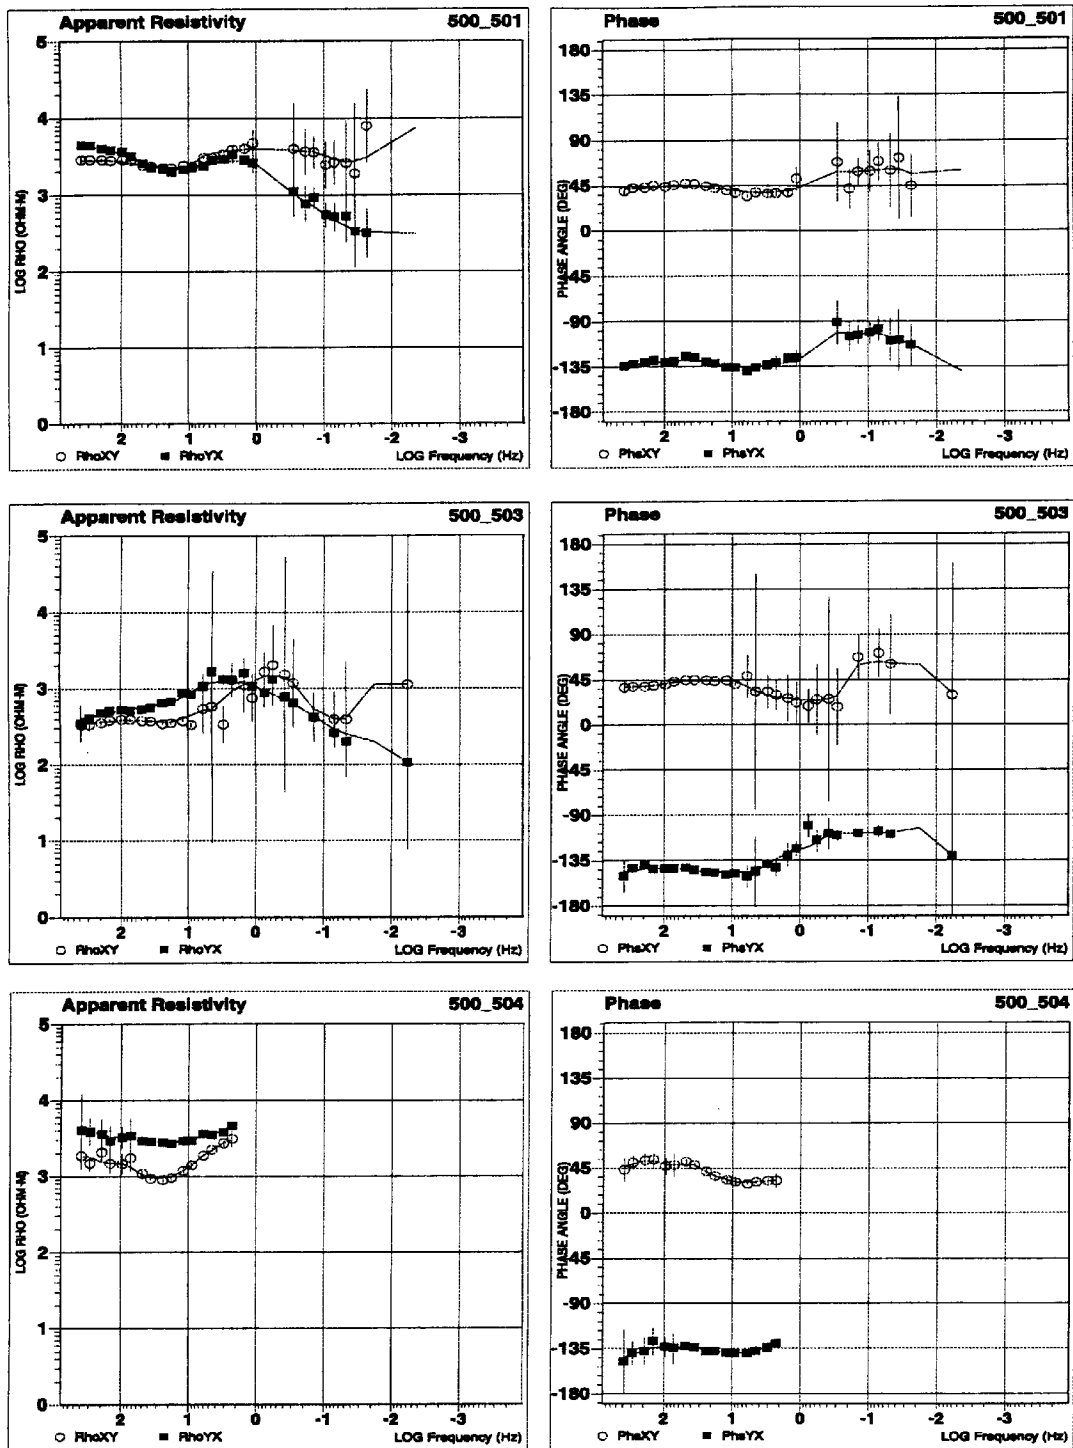 Apparent Resistivity 500_501
5
4
3
2
1
0
LOG RHO (OHM-M)
2 1 0 -1 -2 -3
RhoXY RhoYX LOG Frequency (Hz)
Phase 500_501
180
135
90
45
0
-45
-90
-135
-180
PHASE ANGLE (DEG)
2 1 0 -1 -2 -3
PhsXY PhsYX LOG Frequency (Hz)
Apparent Resistivity 500_503
5
4
3
2
1
0
LOG RHO (OHM-M)
2 1 0 -1 -2 -3
RhoXY RhoYX LOG Frequency (Hz)
Phase 500_503
180
135
90
45
0
-45
-90
-135
-180
PHASE ANGLE (DEG)
2 1 0 -1 -2 -3
PhsXY PhsYX LOG Frequency (Hz)
Apparent Resistivity 500_504
5
4
3
2
1
0
LOG RHO (OHM-M)
2 1 0 -1 -2 -3
RhoXY RhoYX LOG Frequency (Hz)
Phase 500_504
180
135
90
45
0
-45
-90
-135
-180
PHASE ANGLE (DEG)
2 1 0 -1 -2 -3
PhsXY PhsYX LOG Frequency (Hz)